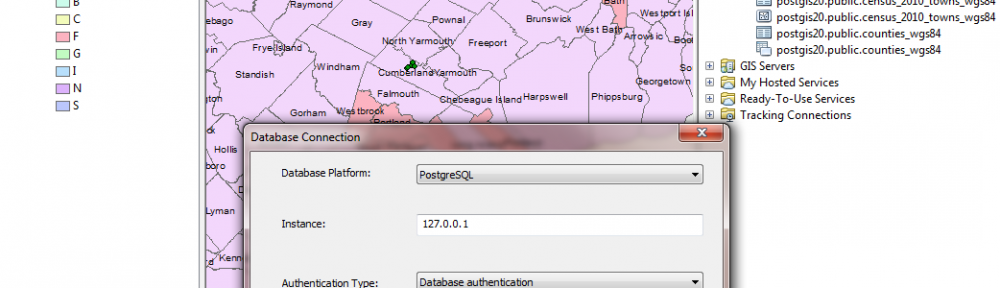 B
C
F
G
I
N
S
Raymond
Gray
Pownal
Brunswick
Bath
Westport Isl
West Bath
Arrowsic
Boo
North Yarmouth
Freeport
Frye Island
Windham
Cumberland
Yarmouth
Georgetown
Standish
Falmouth
Chebeague Island
Harpswell
Phippsburg
Gorham
Westbrook
Portland
Hollis
Lyman
Kenn
postgis20.public.census_2010_towns_wgs84
postgis20.public.census_2010_towns_wgs84
postgis20.public.counties_wgs84
postgis20.public.counties_wgs84
GIS Servers
My Hosted Services
Ready-To-Use Services
Tracking Connections
Database Connection
Database Platform:
PostgreSQL
Instance:
127.0.0.1
Authentication Type:
Database authentication